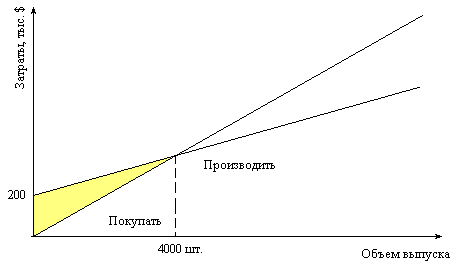 Затраты, тыс. $
Производить
200
Покупать
4000 шт.
Объем выпуска